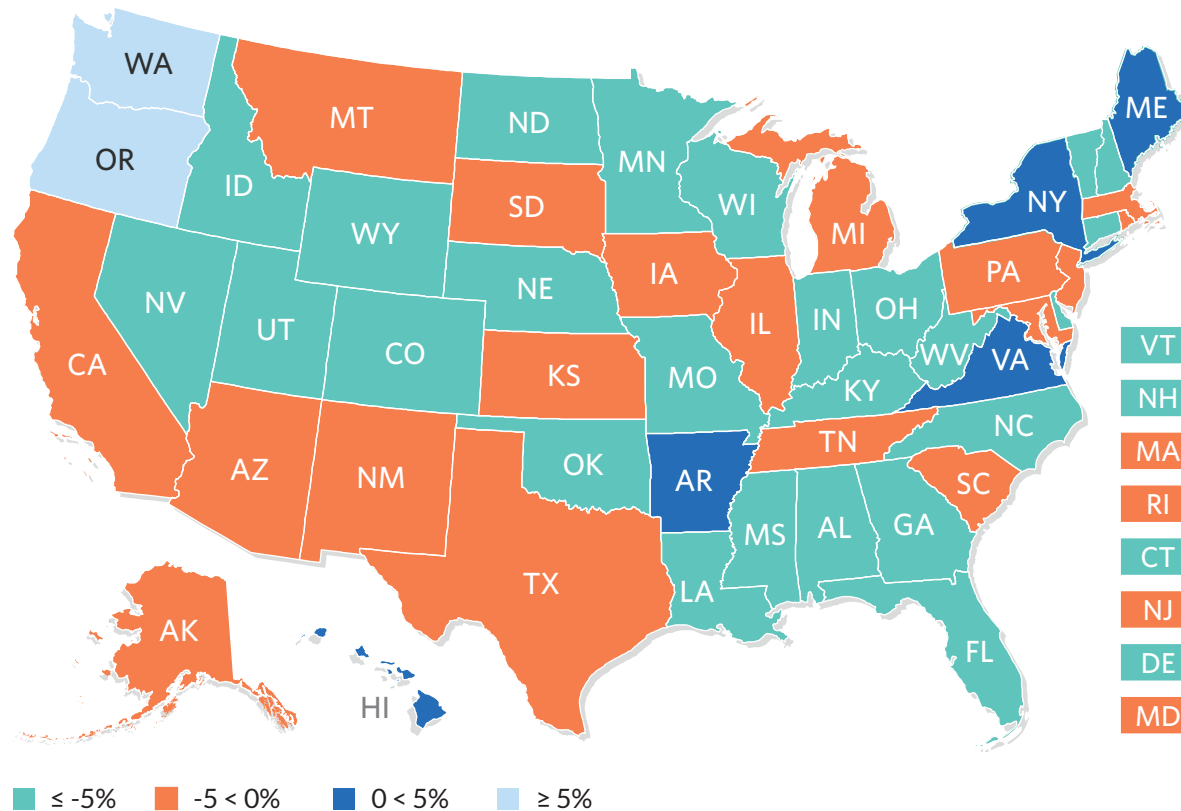 WA
ME
MT
ND
OR
MN
ID
SD
WI
NY
WY
MI
IA
PA
NE
NV
IL
IN
OH
UT
CO
WV
VA
VT
CA
KS
MO
KY
NH
NC
TN
MA
AZ
NM
OK
AR
SC
RI
MS
AL
GA
CT
TX
LA
NJ
AK
FL
DE
HI
MD
≤ -5% -5 < 0% 0 < 5% ≥ 5%